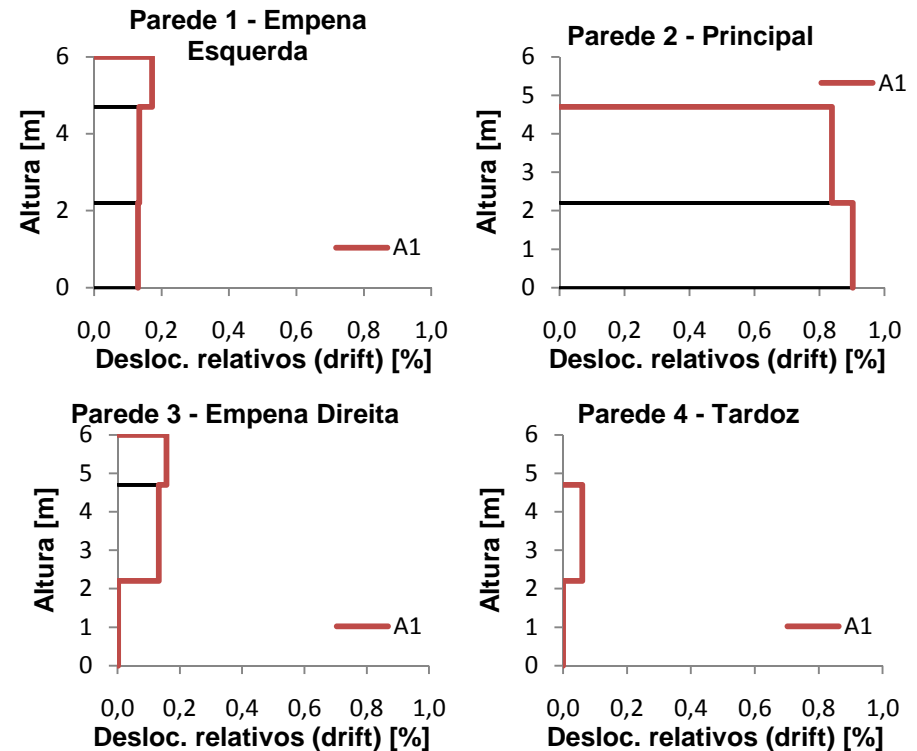 Parede 1 - Empena
Esquerda
Altura [m]
6
4
2
0
A1
0,0 0,2 0,4 0,6 0,8 1,0
Desloc. relativos (drift) [%]
Parede 2 - Principal
Altura [m]
6
5
4
3
2
1
0
A1
0,0 0,2 0,4 0,6 0,8 1,0
Desloc. relativos (drift) [%]
Parede 3 - Empena Direita
Altura [m]
6
5
4
3
2
1
0
A1
0,0 0,2 0,4 0,6 0,8 1,0
Desloc. relativos (drift) [%]
Parede 4 - Tardoz
Altura [m]
6
5
4
3
2
1
0
A1
0,0 0,2 0,4 0,6 0,8 1,0
Desloc. relativos (drift) [%]